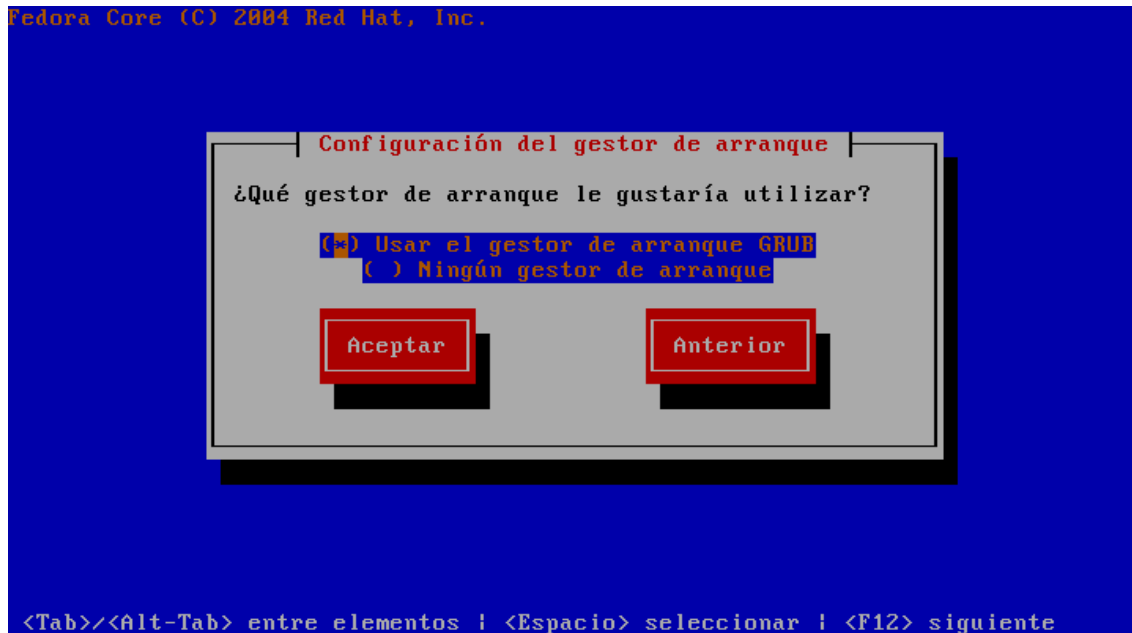 Fedora Core (C) 2004 Red Hat, Inc.
Configuración del gestor de arranque
¿Qué gestor de arranque le gustaría utilizar?
(*) Usar el gestor de arranque GRUB
( ) Ningún gestor de arranque
Aceptar Anterior
<Tab>/<Alt-Tab> entre elementos ¦ <Espacio> seleccionar ¦ <F12> siguiente